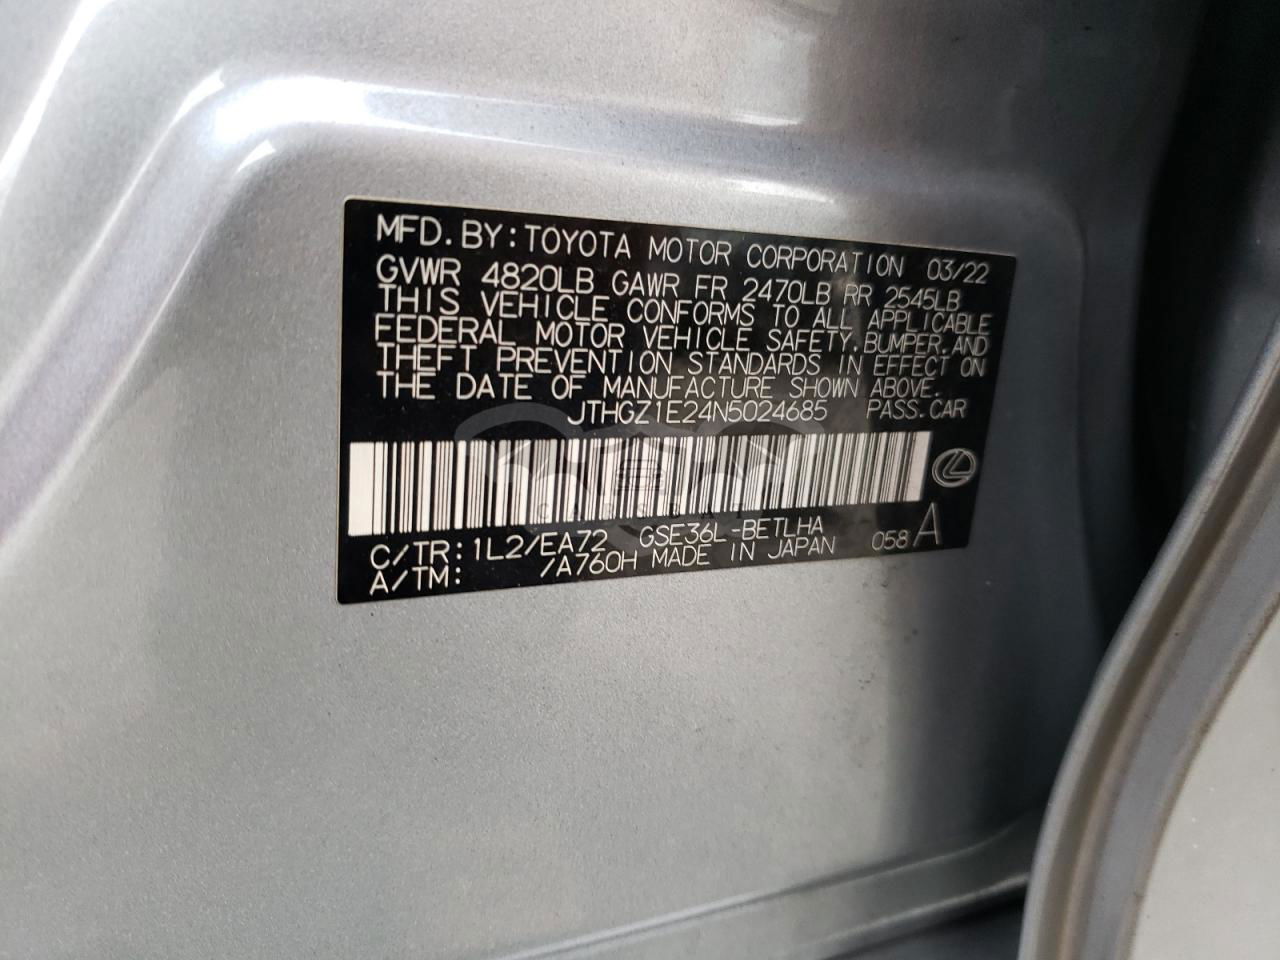 MFD. BY: TOYOTA MOTOR CORPORATION 03/22
GVWR 4820LB GAWR FR 2470LB RR 2545LB
THIS VEHICLE CONFORMS TO ALL APPLICABLE
FEDERAL MOTOR VEHICLE SAFETY, BUMPER, AND
THEFT PREVENTION STANDARDS IN EFFECT ON
THE DATE OF MANUFACTURE SHOWN ABOVE.
JTHGZ1E24N5024685 PASS. CAR
C/TR: 1L2/EA72 GSE36L-BETLHA 058 A
A/TM: /A760H MADE IN JAPAN